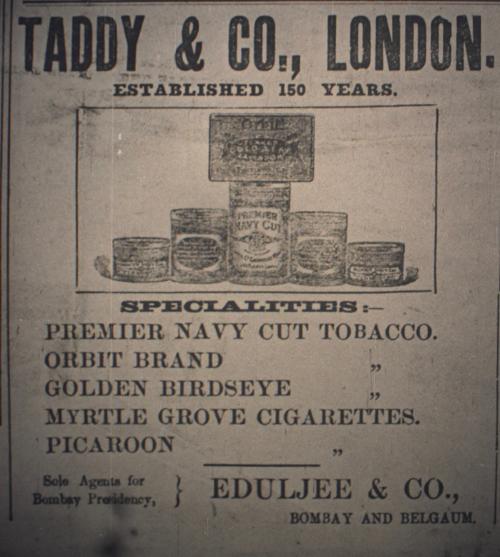 TADDY & CO., LONDON.
ESTABLISHED 150 YEARS.
PREMIER
NAVY CUT
SPECIALITIES:—
PREMIER NAVY CUT TOBACCO.
ORBIT BRAND „
GOLDEN BIRDSEYE „
MYRTLE GROVE CIGARETTES.
PICAROON „
Sole Agents for
Bombay Presidency,
} EDULJEE & CO.,
BOMBAY AND BELGAUM.